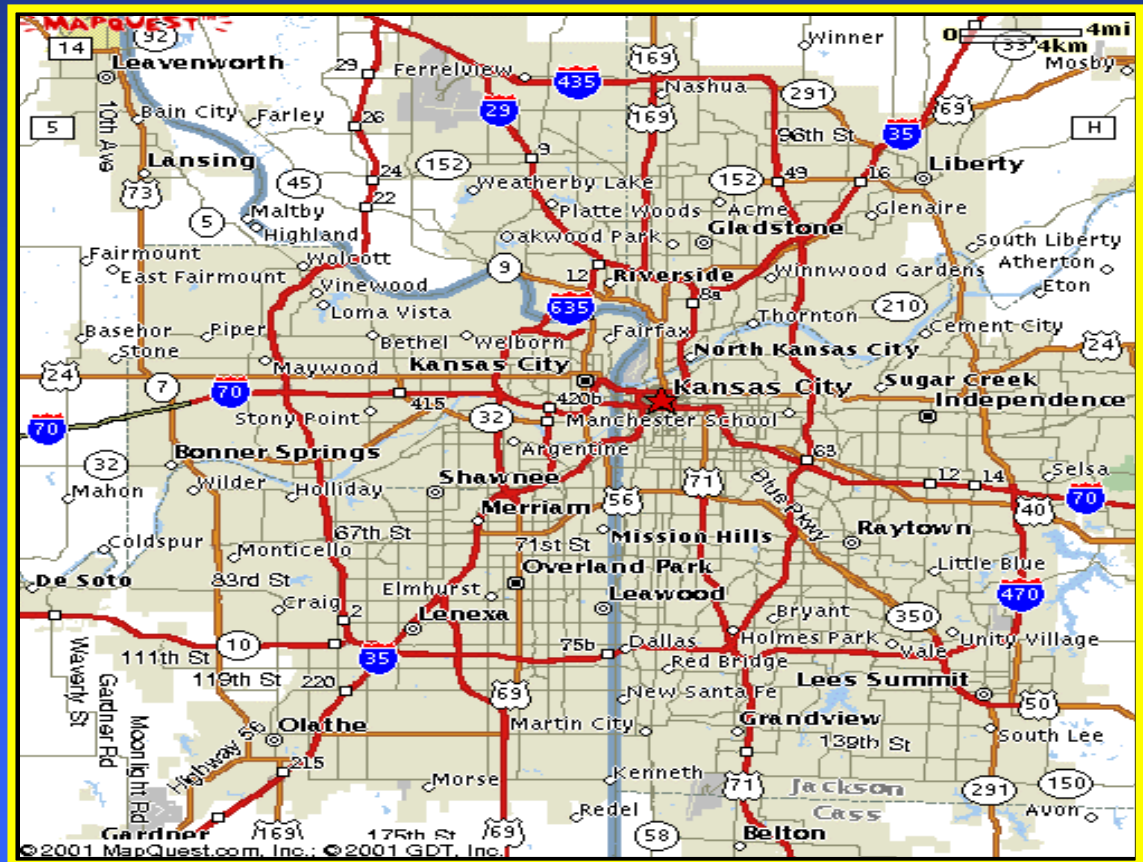 MAPQUEST
92
14
Leavenworth
29
Ferrelview
435
169
Winner
0 4mi
4km
33
Mosby
29
Nashua
291
69
Bain City
Farley
26
169
96th St
35
H
5
10th Ave
Lansing
9
152
24
Weatherby Lake
152
49
16
Liberty
73
45
22
Platte Woods
Acme
Glenaire
5
Maltby
Highland
Oakwood Park
Gladstone
South Liberty
Fairmount
Wolcott
9
Atherton
East Fairmount
12
Riverside
Winnwood Gardens
Vinewood
8a
Eton
635
210
Loma Vista
Thornton
Basehor
Piper
Bethel
Welborn
Fairfax
Cement City
Stone
North Kansas City
24
Maywood
Kansas City
24
7
70
Kansas City
Sugar Creek
415
420b
Independence
70
Stony Point
32
Manchester School
Argentine
Bonner Springs
63
32
Shawnee
Selsa
Mahon
Wilder
Holliday
56
71
Blue Pkwy
12
14
70
Merriam
40
67th St
Mission Hills
Raytown
Coldspur
Monticello
71st St
83rd St
Overland Park
Little Blue
De Soto
Elmhurst
Leawood
470
Craig
2
Lenexa
Bryant
350
10
75b
Dallas
Holmes Park
Unity Village
111th St
35
Vale
Red Bridge
119th St
220
69
New Santa Fe
Lees Summit
50
Waverly St
Gardner Rd
Moonlight Rd
Olathe
Martin City
Grandview
South Lee
Highway 56
139th St
215
Kenneth
Morse
71
Jackson
150
Redel
291
Cass
Avon
Gardner
169
175th St
69
58
Belton
©2001 MapQuest.com, Inc.; ©2001 GDT, Inc.